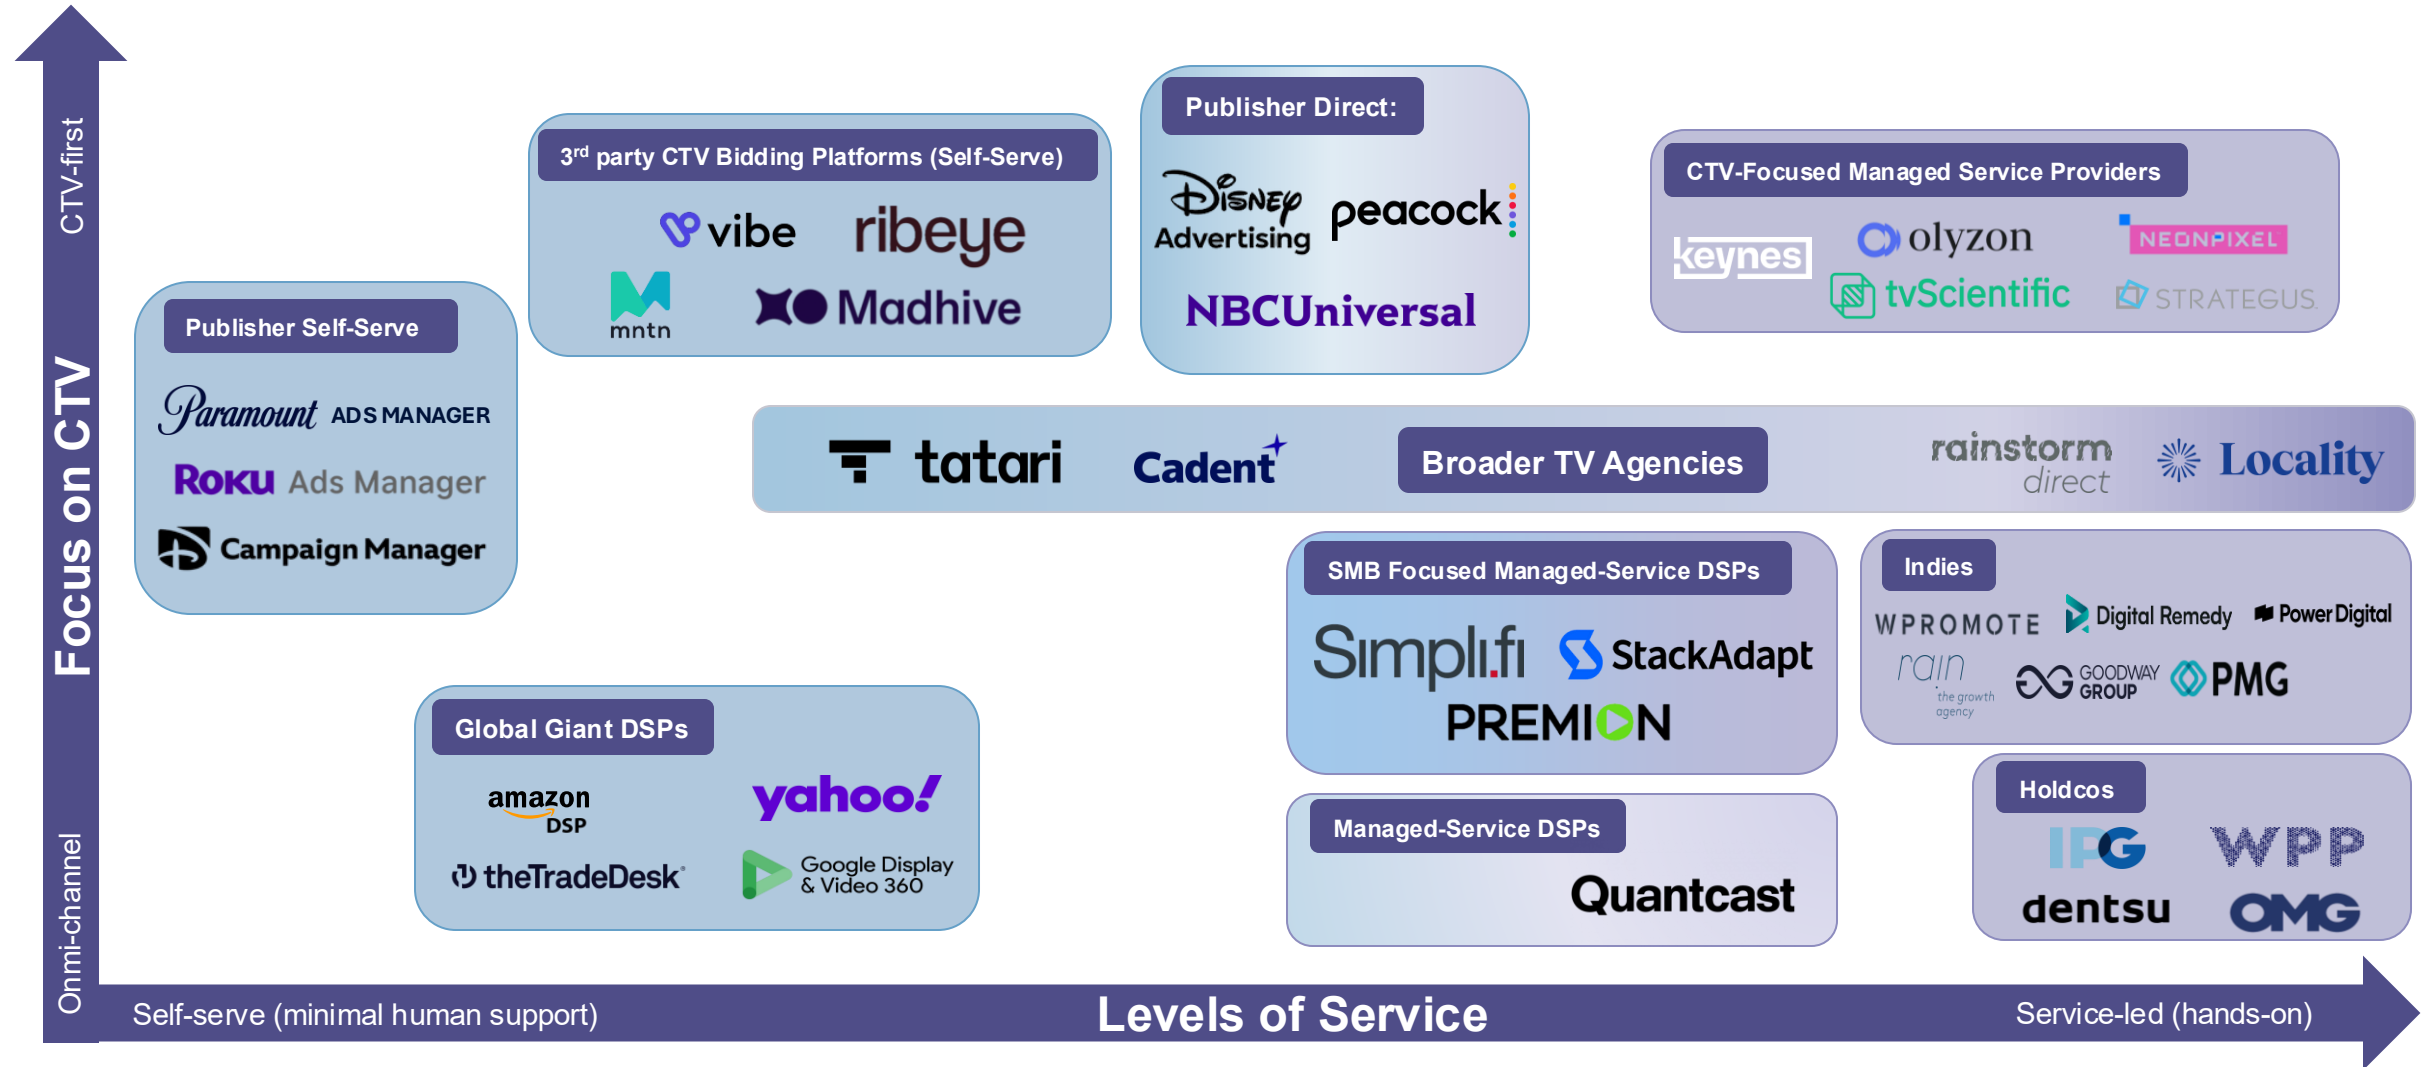 CTV-first
Focus on CTV
Onmi-channel
Publisher Self-Serve
Paramount ADS MANAGER
ROKU Ads Manager
Campaign Manager
3rd party CTV Bidding Platforms (Self-Serve)
vibe
ribeye
mntn
Madhive
Publisher Direct:
Disney
Advertising
peacock
NBCUniversal
CTV-Focused Managed Service Providers
keynes
olyzon
NEONPIXEL
tvScientific
STRATEGUS
tatari
Cadent
Broader TV Agencies
rainstorm
direct
Locality
SMB Focused Managed-Service DSPs
Simpli.fi
StackAdapt
PREMION
Indies
WPROMOTE
Digital Remedy
Power Digital
rain
the growth
agency
GOODWAY
GROUP
PMG
Global Giant DSPs
amazon
DSP
yahoo!
theTradeDesk
Google Display
& Video 360
Managed-Service DSPs
Quantcast
Holdcos
IPG
WPP
dentsu
OMG
Self-serve (minimal human support)
Levels of Service
Service-led (hands-on)